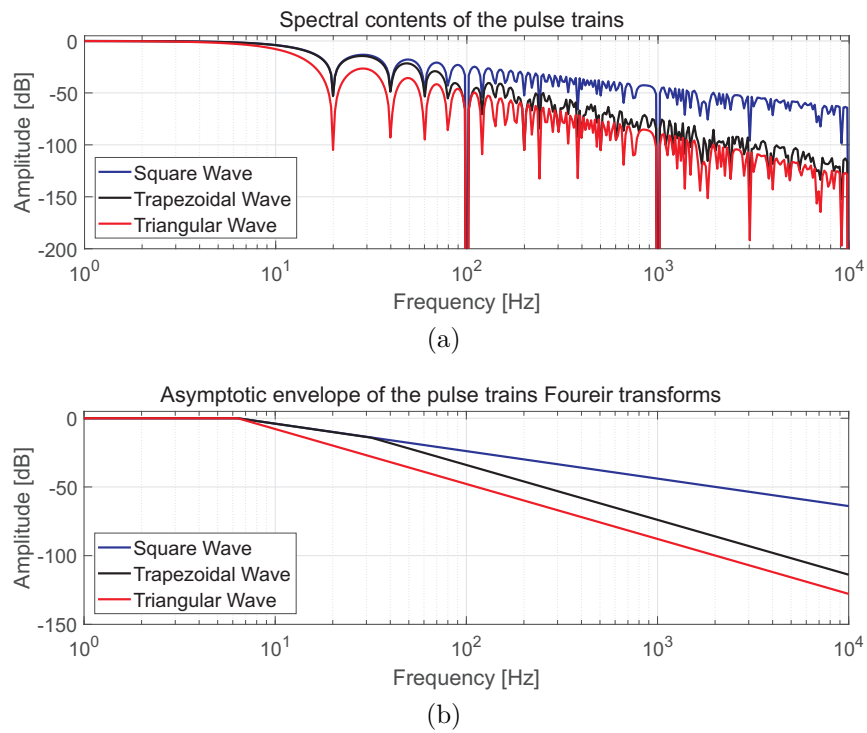 Spectral contents of the pulse trains
Amplitude [dB]
0
-50
-100
-150
-200
Square Wave
Trapezoidal Wave
Triangular Wave
10^0 10^1 10^2 10^3 10^4
Frequency [Hz]
(a)
Asymptotic envelope of the pulse trains Foureir transforms
Amplitude [dB]
0
-50
-100
-150
Square Wave
Trapezoidal Wave
Triangular Wave
10^0 10^1 10^2 10^3 10^4
Frequency [Hz]
(b)